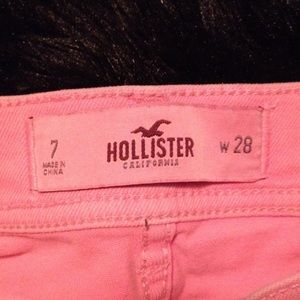 7
MADE IN
CHINA
HOLLISTER
CALIFORNIA
W 28